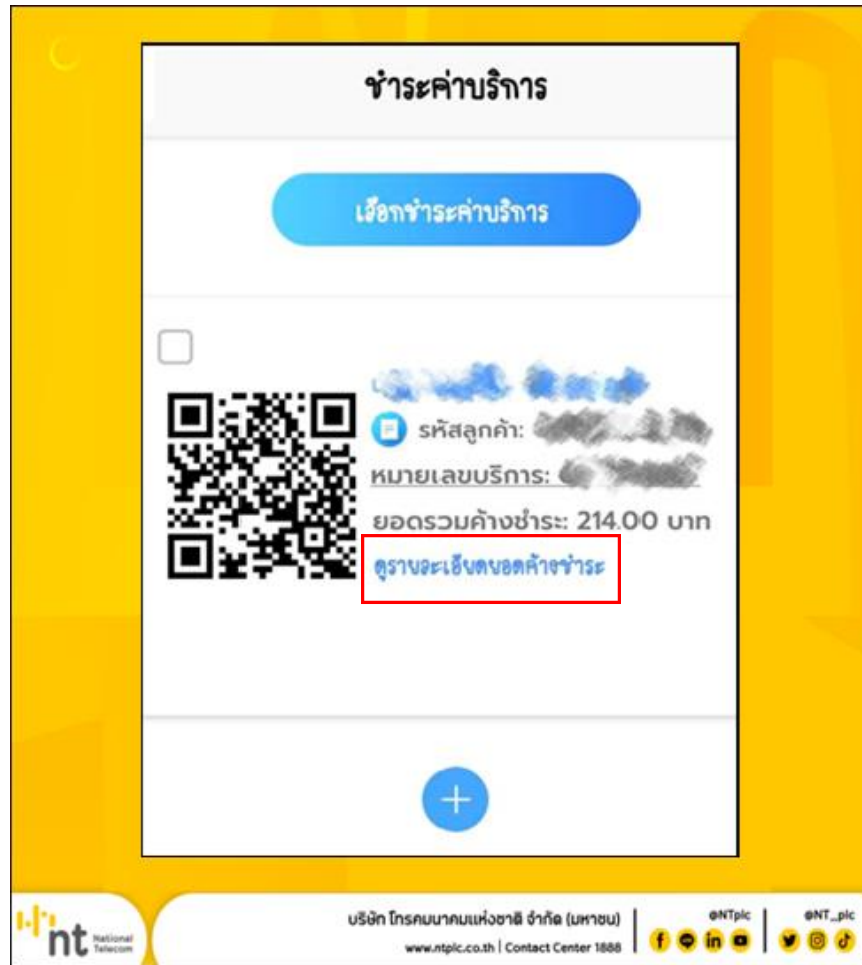 ชำระค่าบริการ
เลือกชำระค่าบริการ
รหัสลูกค้า:
หมายเลขบริการ:
ยอดรวมค้างชำระ: 214.00 บาท
ดูรายละเอียดยอดค้างชำระ
nt National Telecom
บริษัท โทรคมนาคมแห่งชาติ จำกัด (มหาชน)
www.ntplc.co.th | Contact Center 1888
@NTplc
@NT_plc